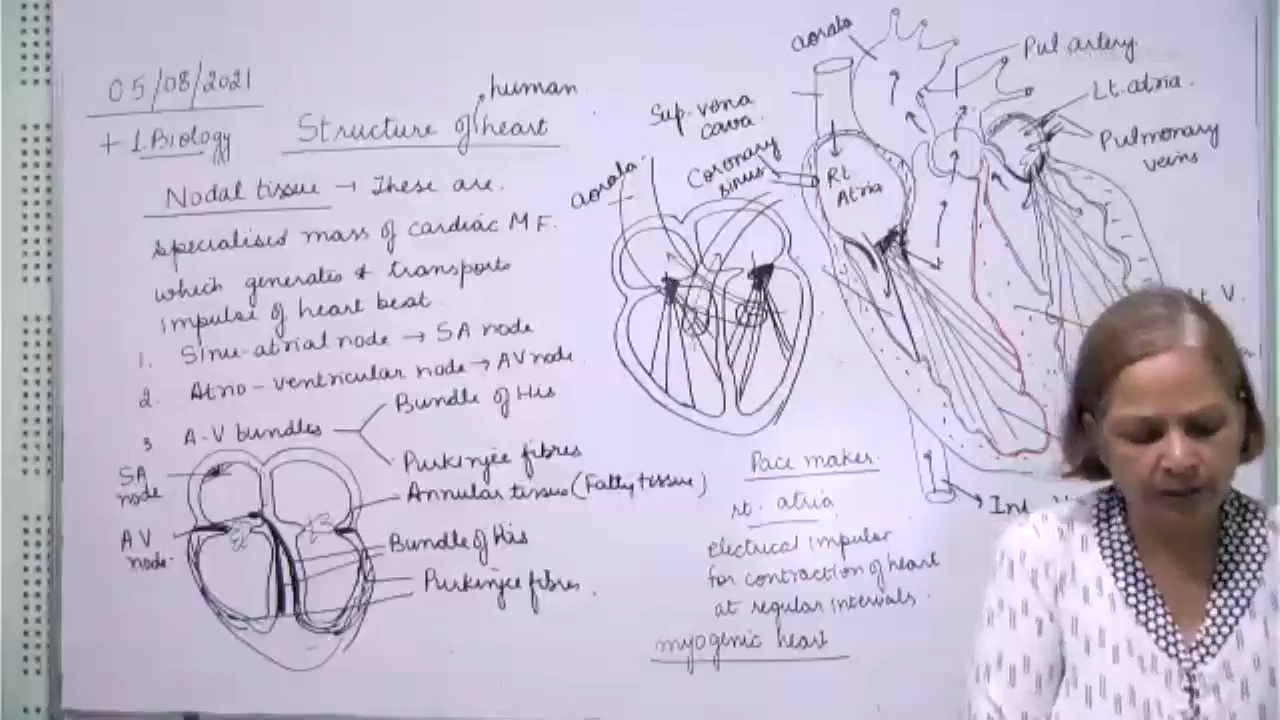 05/08/2021
+ 1. Biology
human
Structure of heart
Nodal tissue → These are
specialised mass of cardiac M F.
which generates & transports
impulse of heart beat
1. Sinu-atrial node → SA node
2. Atrio-ventricular node → AV node
3 A-V bundles
Bundle of His
Purkinjee fibres
SA
node
Annular tissue (Fatty tissue)
AV
node
Bundle of His
Purkinjee fibres
aorata
Sup. vena
cava
Coronary
sinus
aorata
Rt.
Atria
Pul artery
Lt. atria
Pulmonary
veins
Pace maker
rt. atria
electrical impulse
for contraction of heart
at regular intervals
myogenic heart